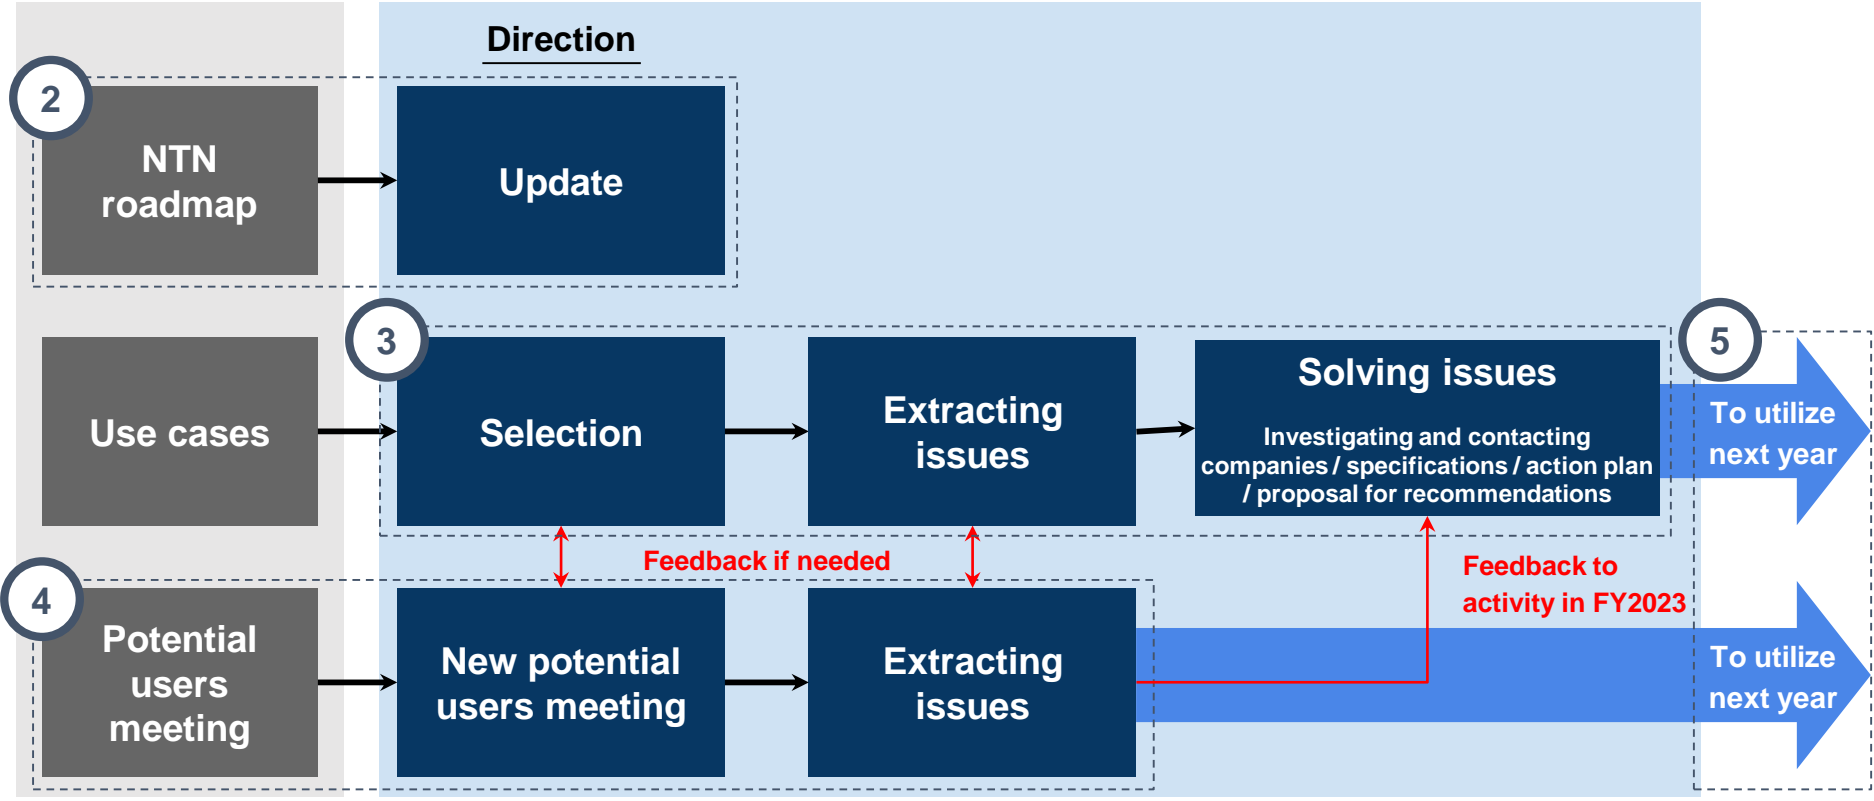 Direction
2
NTN
roadmap
Update
3
5
Use cases
Selection
Extracting
issues
Solving issues
Investigating and contacting
companies / specifications / action plan
/ proposal for recommendations
To utilize
next year
Feedback if needed
Feedback to
activity in FY2023
4
Potential
users
meeting
New potential
users meeting
Extracting
issues
To utilize
next year